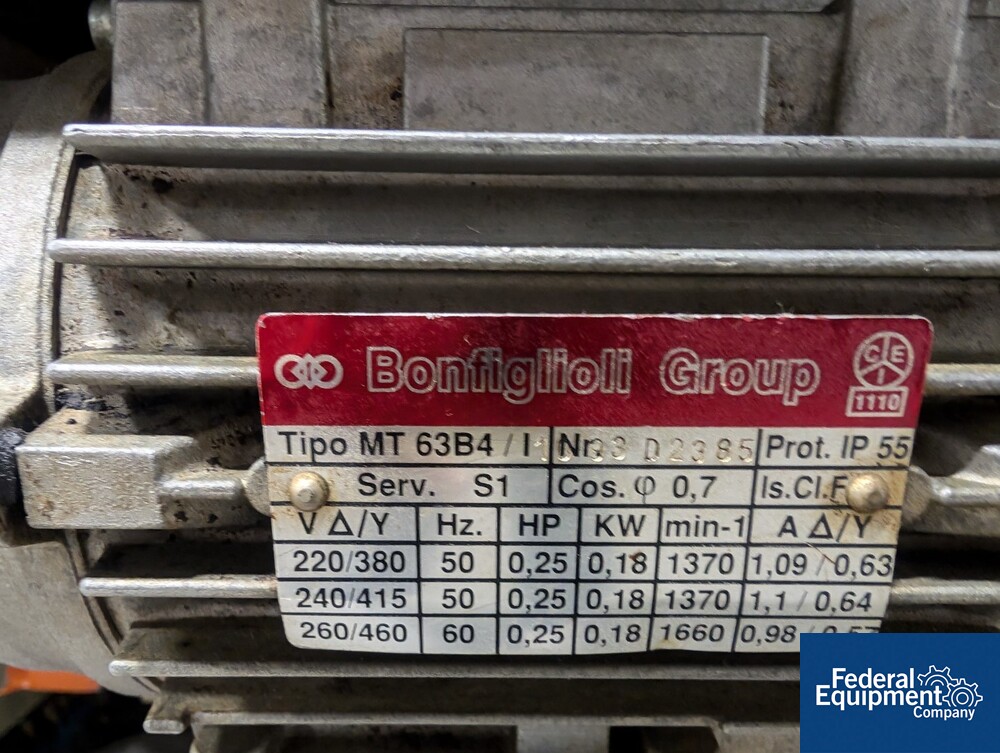 Bonfiglioli Group
CEI
1110
Tipo MT 63B4 / I Nr. D2385 Prot. IP 55
Serv. S1 Cos. φ 0,7 Is.Cl.F
V Δ/Y Hz. HP KW min-1 A Δ/Y
220/380 50 0,25 0,18 1370 1,09 / 0,63
240/415 50 0,25 0,18 1370 1,1 / 0,64
260/460 60 0,25 0,18 1660 0,98 /
Federal
Equipment
Company